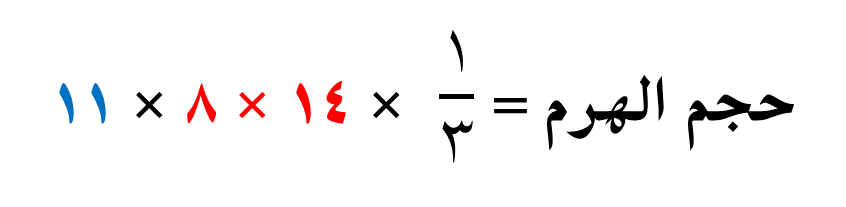 حجم الهرم = ١/٣ × ١٤ × ٨ × ١١